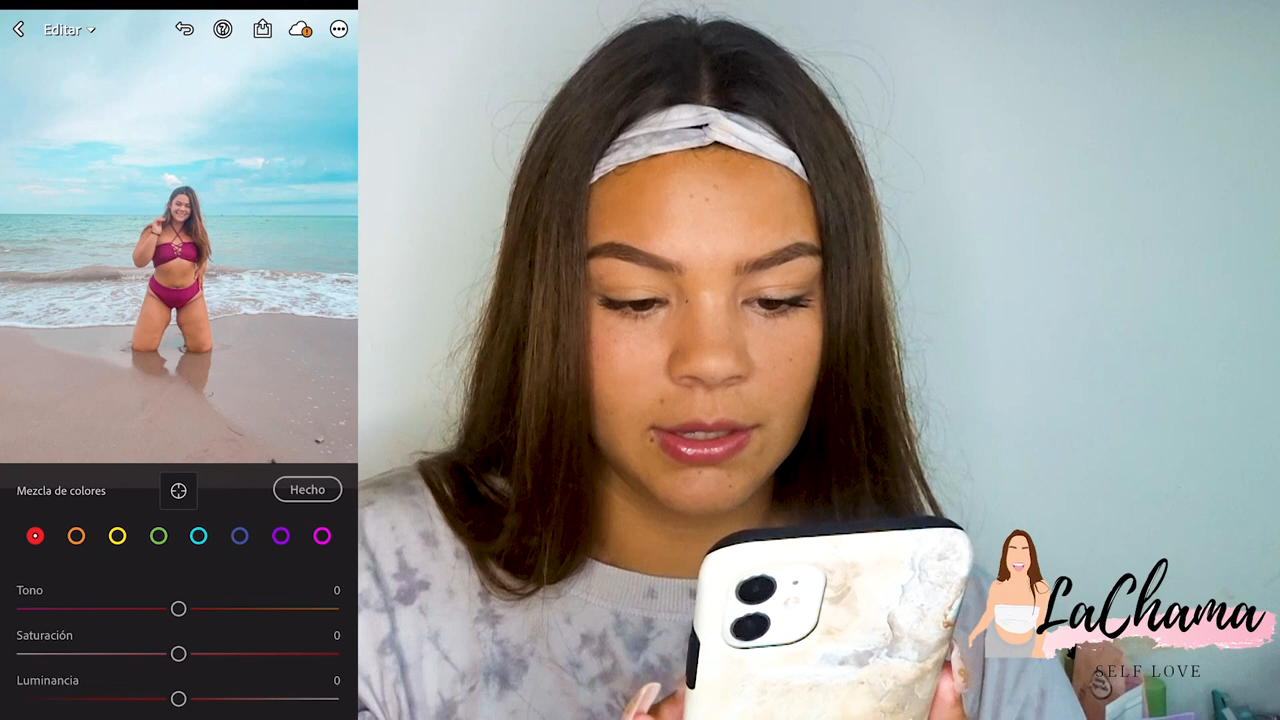 Editar
Mezcla de colores
Hecho
Tono 0
Saturación 0
Luminancia 0
LaChama
SELF LOVE